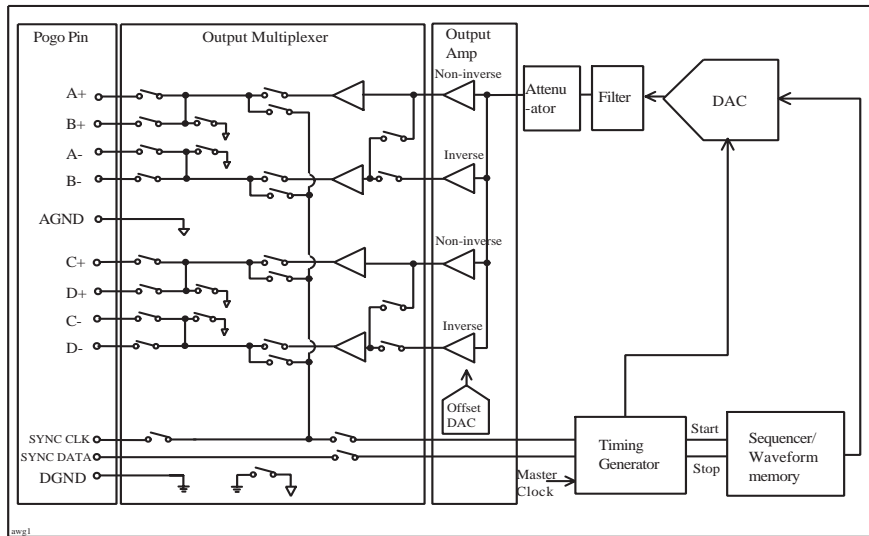 Pogo Pin
Output Multiplexer
Output
Amp
Non-inverse
Attenu-
-ator
Filter
DAC
A+
B+
A-
B-
Inverse
AGND
Non-inverse
C+
D+
C-
D-
Inverse
Offset
DAC
SYNC CLK
SYNC DATA
DGND
Timing
Generator
Start
Stop
Sequencer/
Waveform
memory
Master
Clock
awg1